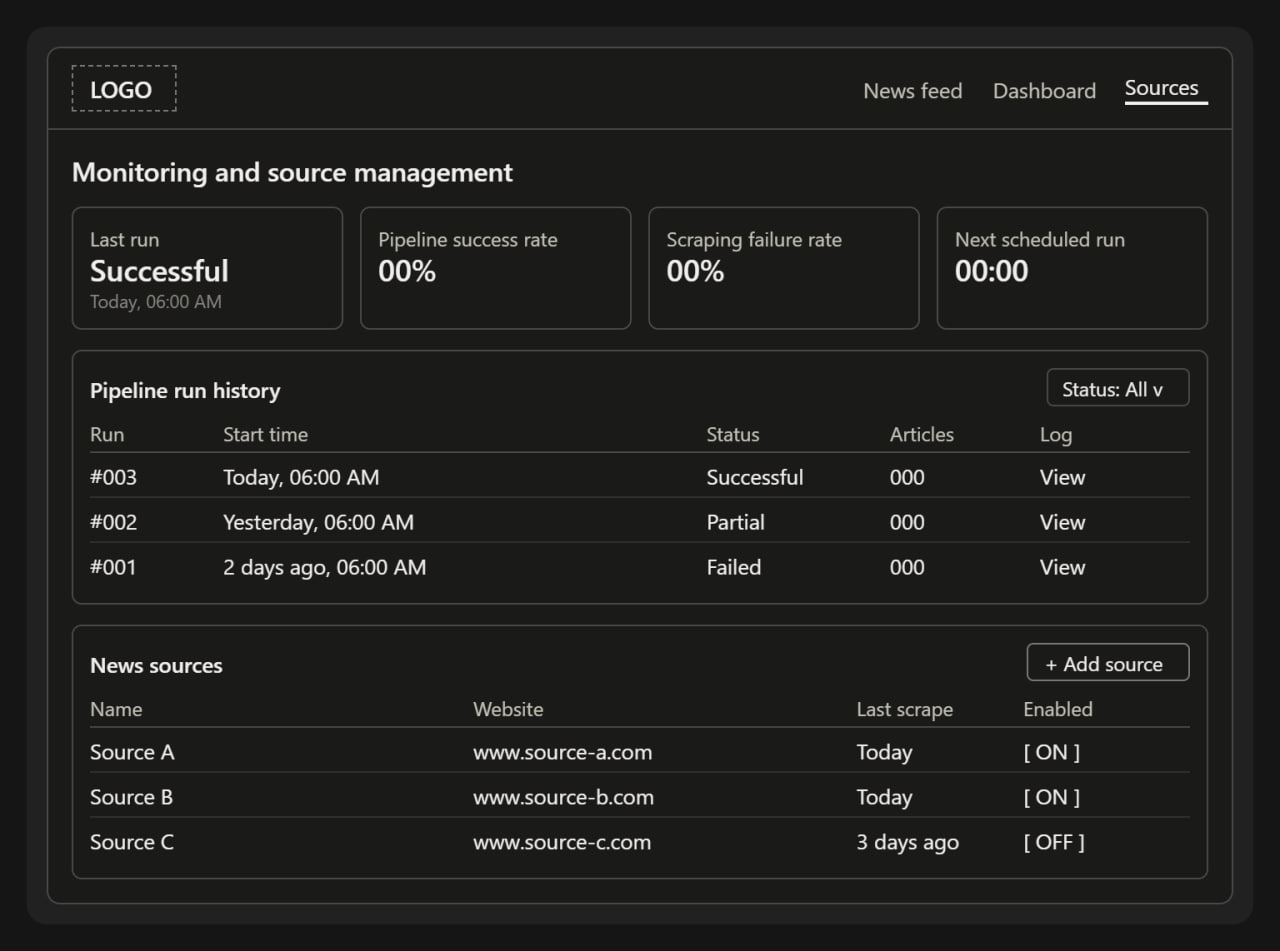 LOGO
News feed Dashboard Sources
Monitoring and source management
Last run
Successful
Today, 06:00 AM
Pipeline success rate
00%
Scraping failure rate
00%
Next scheduled run
00:00
Pipeline run history
Status: All v
Run Start time Status Articles Log
#003 Today, 06:00 AM Successful 000 View
#002 Yesterday, 06:00 AM Partial 000 View
#001 2 days ago, 06:00 AM Failed 000 View
News sources
+ Add source
Name Website Last scrape Enabled
Source A www.source-a.com Today [ ON ]
Source B www.source-b.com Today [ ON ]
Source C www.source-c.com 3 days ago [ OFF ]